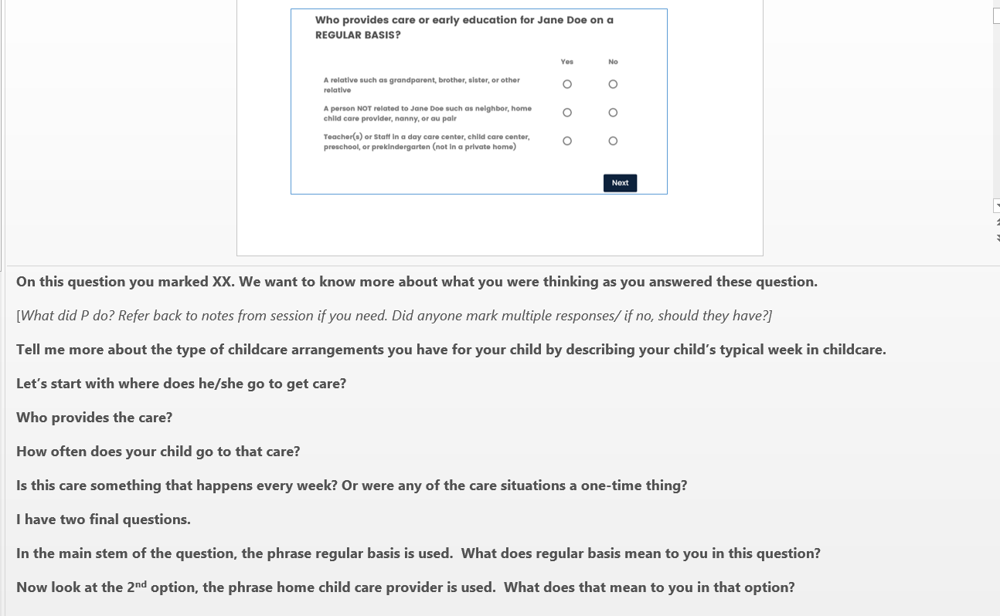 Who provides care or early education for Jane Doe on a
REGULAR BASIS?
Yes No
A relative such as grandparent, brother, sister, or other
relative
A person NOT related to Jane Doe such as neighbor, home
child care provider, nanny, or au pair
Teacher(s) or Staff in a day care center, child care center,
preschool, or prekindergarten (not in a private home)
Next
On this question you marked XX. We want to know more about what you were thinking as you answered these question.
[What did P do? Refer back to notes from session if you need. Did anyone mark multiple responses/ if no, should they have?]
Tell me more about the type of childcare arrangements you have for your child by describing your child’s typical week in childcare.
Let’s start with where does he/she go to get care?
Who provides the care?
How often does your child go to that care?
Is this care something that happens every week? Or were any of the care situations a one-time thing?
I have two final questions.
In the main stem of the question, the phrase regular basis is used.  What does regular basis mean to you in this question?
Now look at the 2nd option, the phrase home child care provider is used.  What does that mean to you in that option?